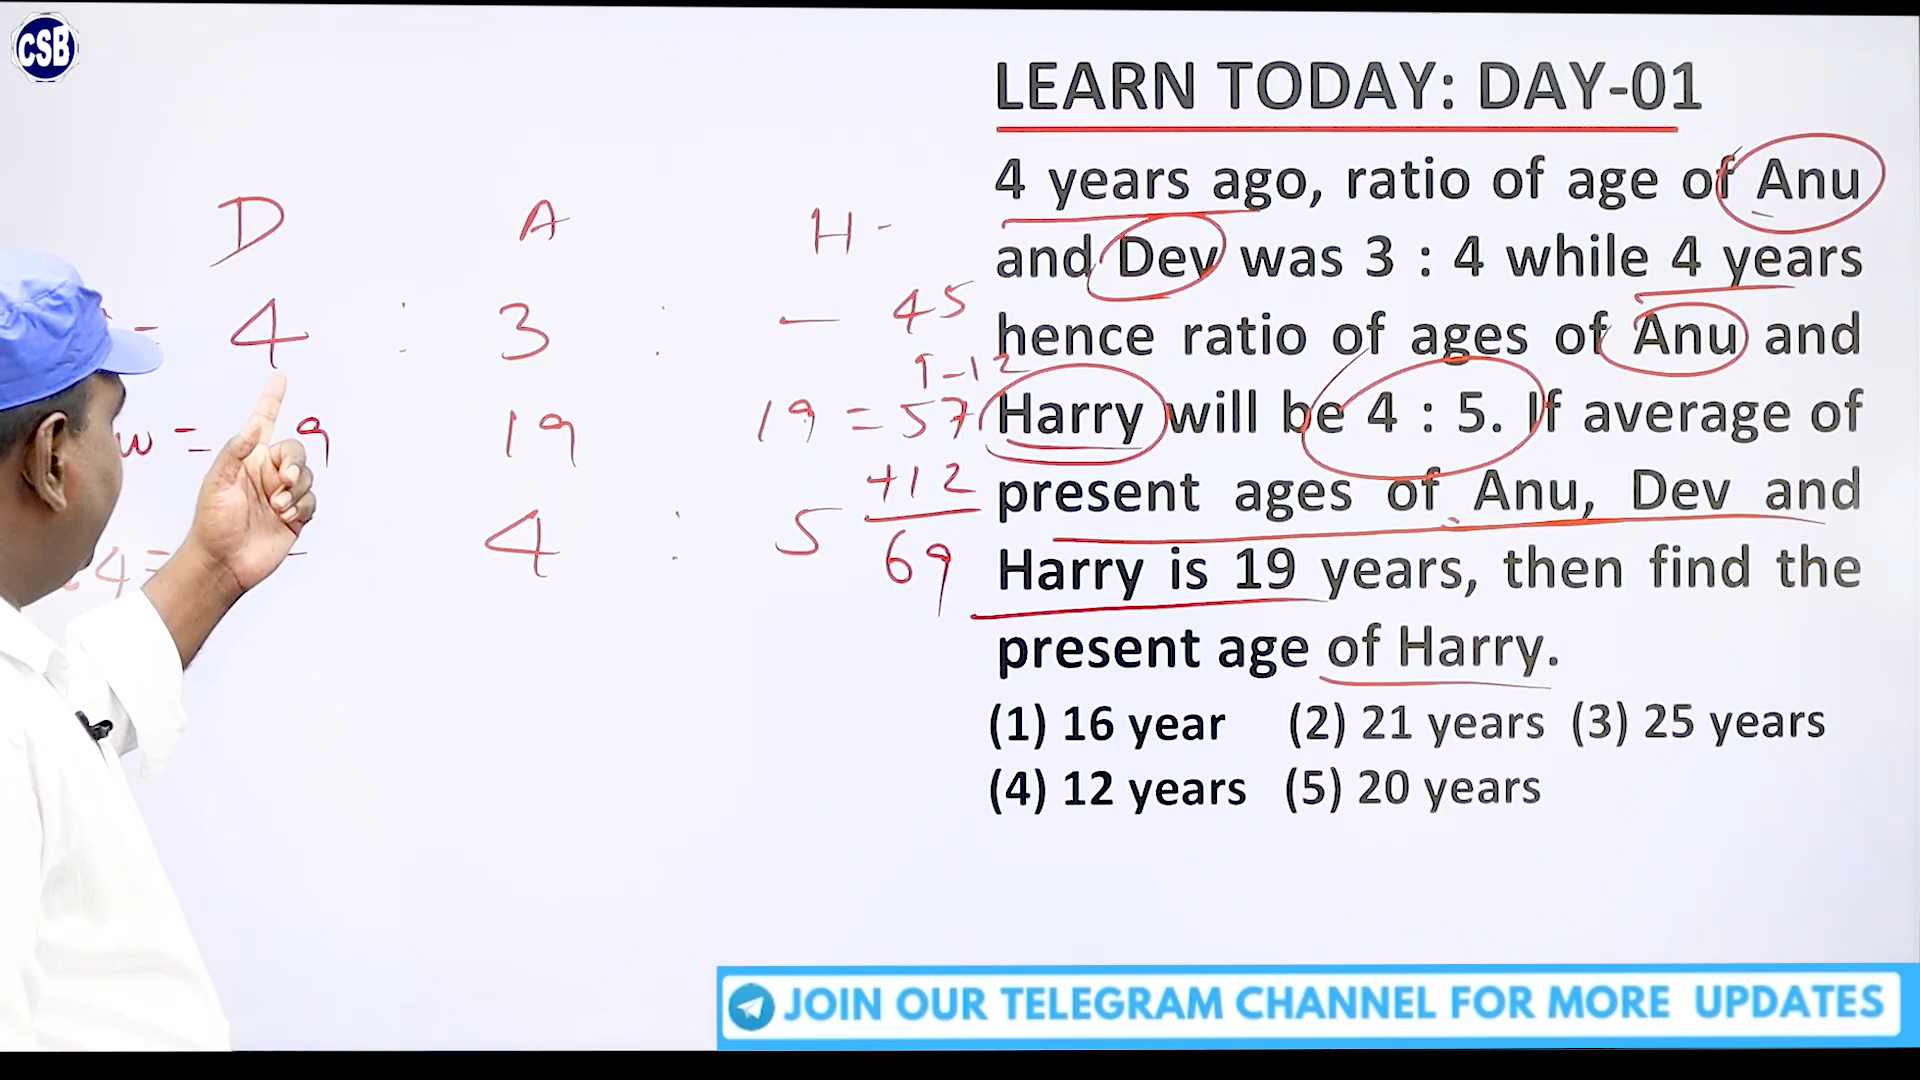 CSB
LEARN TODAY: DAY-01
4 years ago, ratio of age of Anu
and Dev was 3 : 4 while 4 years
hence ratio of ages of Anu and
Harry will be 4 : 5. If average of
present ages of Anu, Dev and
Harry is 19 years, then find the
present age of Harry.
(1) 16 year (2) 21 years (3) 25 years
(4) 12 years (5) 20 years
D A H -
4 : 3 : — 45
- 12
w = 9 19 19 = 57
+12
4 : 5 69
4 =
JOIN OUR TELEGRAM CHANNEL FOR MORE UPDATES